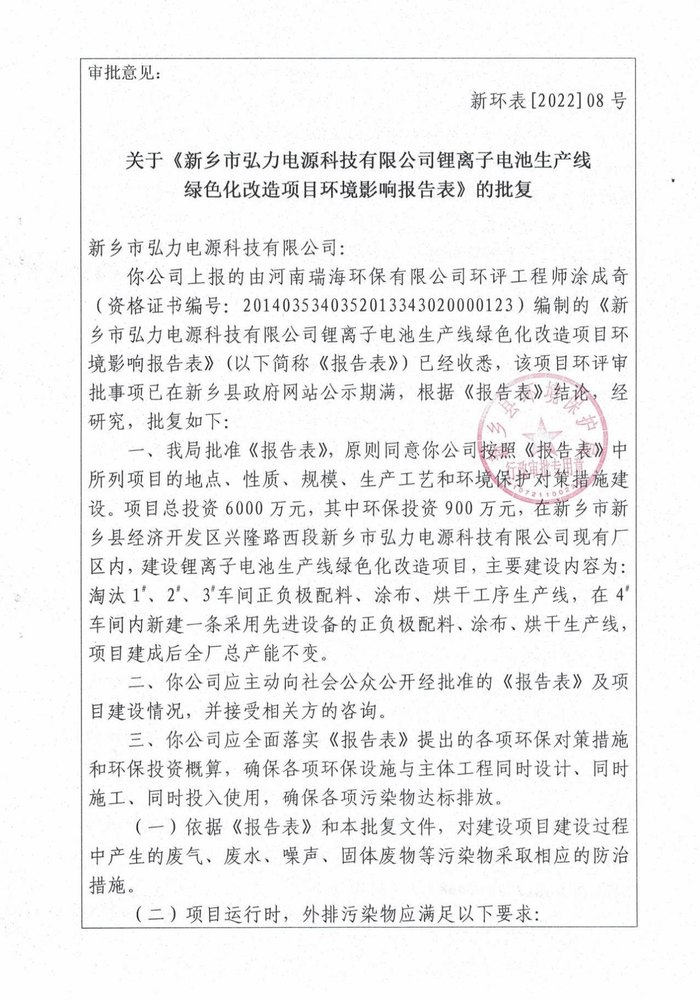 审批意见：
新环表[2022]08 号
关于《新乡市弘力电源科技有限公司锂离子电池生产线
绿色化改造项目环境影响报告表》的批复
新乡市弘力电源科技有限公司：
你公司上报的由河南瑞海环保有限公司环评工程师涂成奇
（资格证书编号：2014035340352013343020000123）编制的《新
乡市弘力电源科技有限公司锂离子电池生产线绿色化改造项目环
境影响报告表》（以下简称《报告表》）已经收悉，该项目环评审
批事项已在新乡县政府网站公示期满，根据《报告表》结论，经
研究，批复如下：
一、我局批准《报告表》，原则同意你公司按照《报告表》中
所列项目的地点、性质、规模、生产工艺和环境保护对策措施建
设。项目总投资 6000 万元，其中环保投资 900 万元，在新乡市新
乡县经济开发区兴隆路西段新乡市弘力电源科技有限公司现有厂
区内，建设锂离子电池生产线绿色化改造项目，主要建设内容为：
淘汰 1#、2#、3#车间正负极配料、涂布、烘干工序生产线，在 4#
车间内新建一条采用先进设备的正负极配料、涂布、烘干生产线，
项目建成后全厂总产能不变。
二、你公司应主动向社会公众公开经批准的《报告表》及项
目建设情况，并接受相关方的咨询。
三、你公司应全面落实《报告表》提出的各项环保对策措施
和环保投资概算，确保各项环保设施与主体工程同时设计、同时
施工、同时投入使用，确保各项污染物达标排放。
（一）依据《报告表》和本批复文件，对建设项目建设过程
中产生的废气、废水、噪声、固体废物等污染物采取相应的防治
措施。
（二）项目运行时，外排污染物应满足以下要求：
新乡县环境保护局
行政审批专用章